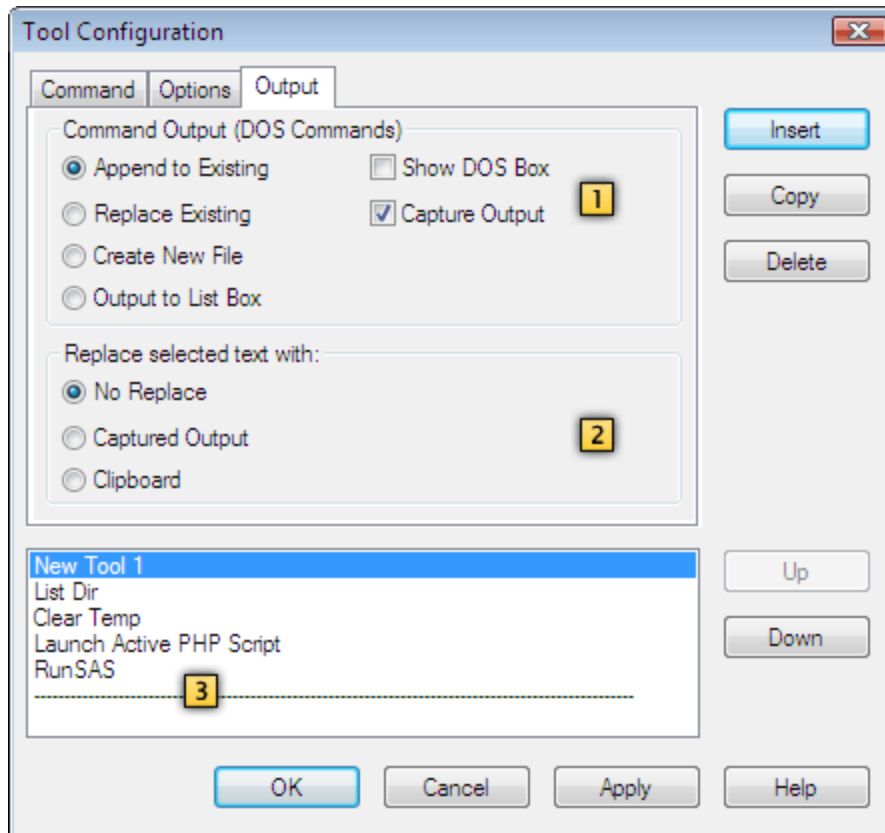 Tool Configuration
Command Options Output
Command Output (DOS Commands)
Append to Existing
Show DOS Box
Replace Existing
Capture Output
1
Create New File
Output to List Box
Replace selected text with:
No Replace
Captured Output
2
Clipboard
Insert
Copy
Delete
New Tool 1
List Dir
Clear Temp
Launch Active PHP Script
RunSAS
3
Up
Down
OK Cancel Apply Help